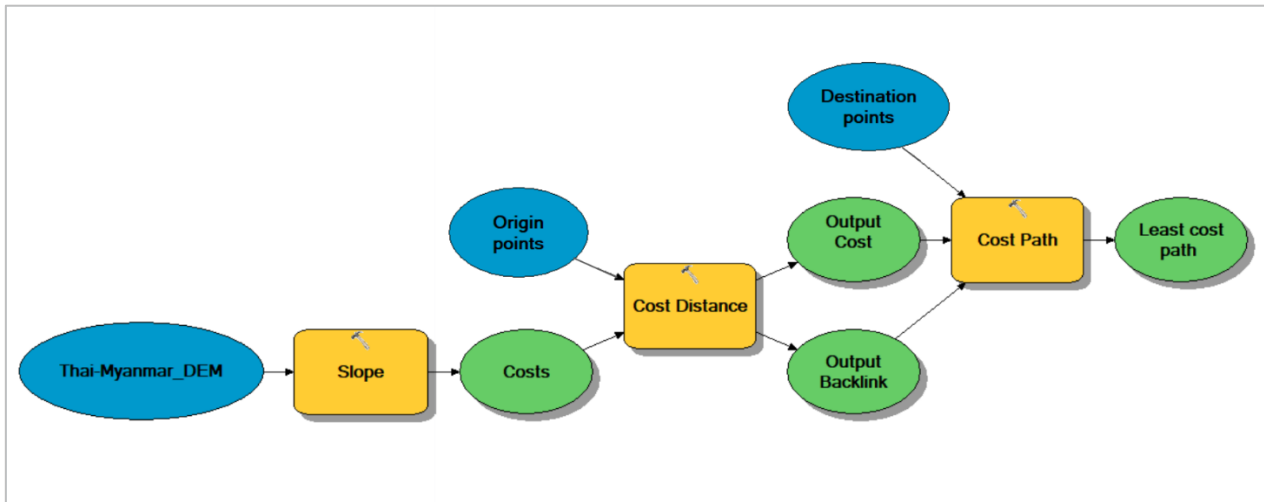 Destination
points
Origin
points
Output
Cost
Cost Path
Least cost
path
Cost Distance
Thai-Myanmar_DEM
Slope
Costs
Output
Backlink